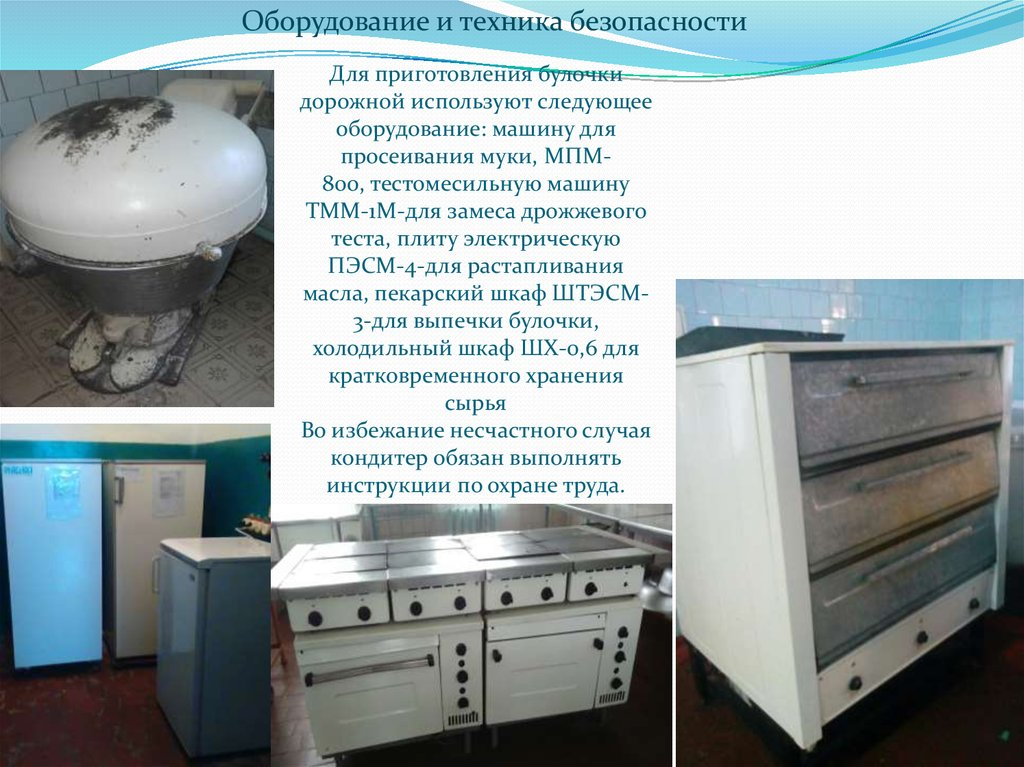 Оборудование и техника безопасности
Для приготовления булочки
дорожной используют следующее
оборудование: машину для
просеивания муки, МПМ-
800, тестомесильную машину
ТММ-1М-для замеса дрожжевого
теста, плиту электрическую
ПЭСМ-4-для растапливания
масла, пекарский шкаф ШТЭСМ-
3-для выпечки булочки,
холодильный шкаф ШХ-0,6 для
кратковременного хранения
сырья
Во избежание несчастного случая
кондитер обязан выполнять
инструкции по охране труда.